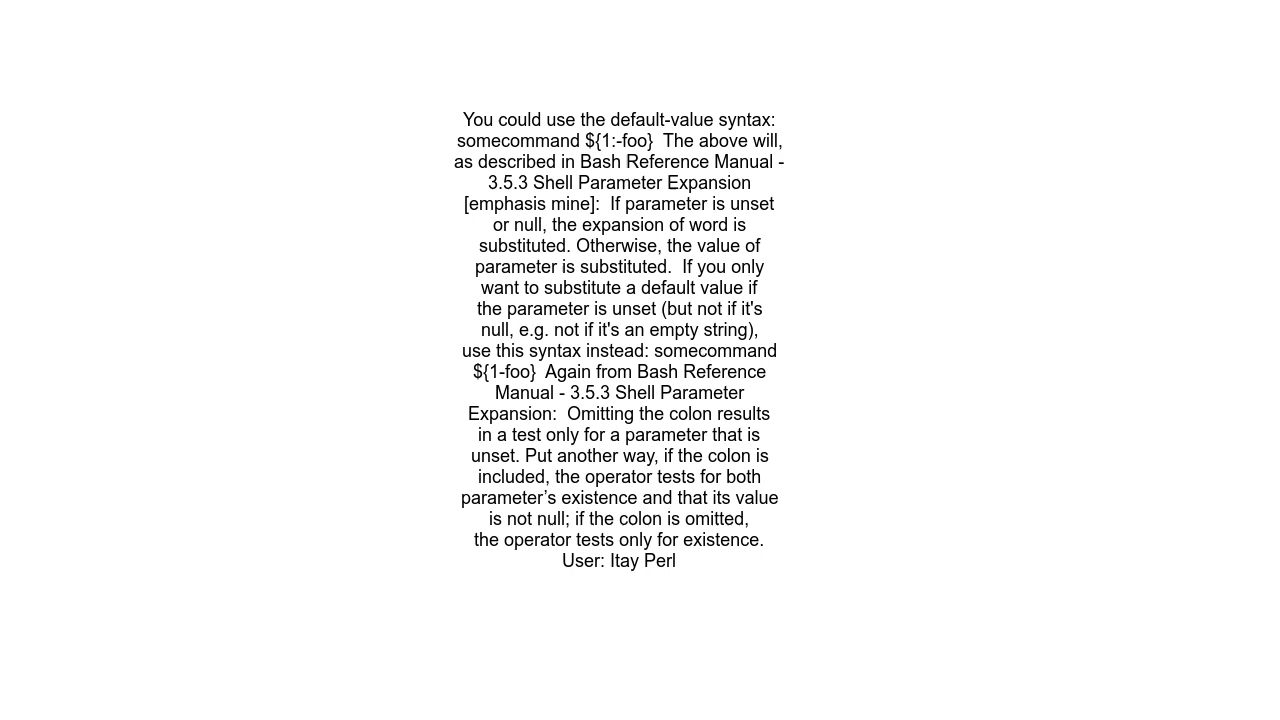 You could use the default-value syntax:
somecommand ${1:-foo}  The above will,
as described in Bash Reference Manual -
3.5.3 Shell Parameter Expansion
[emphasis mine]:  If parameter is unset
or null, the expansion of word is
substituted. Otherwise, the value of
parameter is substituted.  If you only
want to substitute a default value if
the parameter is unset (but not if it's
null, e.g. not if it's an empty string),
use this syntax instead: somecommand
${1-foo}  Again from Bash Reference
Manual - 3.5.3 Shell Parameter
Expansion:  Omitting the colon results
in a test only for a parameter that is
unset. Put another way, if the colon is
included, the operator tests for both
parameter’s existence and that its value
is not null; if the colon is omitted,
the operator tests only for existence.
User: Itay Perl